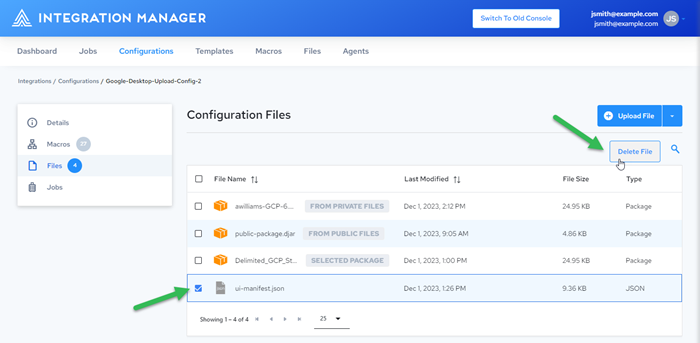 INTEGRATION MANAGER
Switch To Old Console
jsmith@example.com
jsmith@example.com
JS
Dashboard Jobs Configurations Templates Macros Files Agents
Integrations / Configurations / Google-Desktop-Upload-Config-2
Details
Macros 27
Files 4
Jobs
Configuration Files
Upload File
Delete File
File Name Last Modified File Size Type
awilliams-GCP-6... FROM PRIVATE FILES Dec 1, 2023, 2:12 PM 24.95 KB Package
public-package.djar FROM PUBLIC FILES Dec 1, 2023, 9:05 AM 4.86 KB Package
Delimited_GCP_St... SELECTED PACKAGE Dec 1, 2023, 1:00 PM 24.95 KB Package
ui-manifest.json Dec 1, 2023, 1:26 PM 9.36 KB JSON
Showing 1 – 4 of 4 25